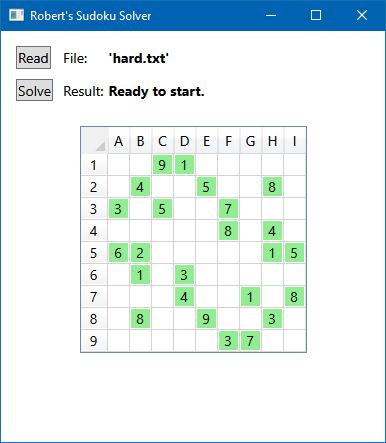 Robert's Sudoku Solver
Read File: 'hard.txt'
Solve Result: Ready to start.
A B C D E F G H I
1 9 1
2 4 5 8
3 3 5 7
4 8 4
5 6 2 1 5
6 1 3
7 4 1 8
8 8 9 3
9 3 7